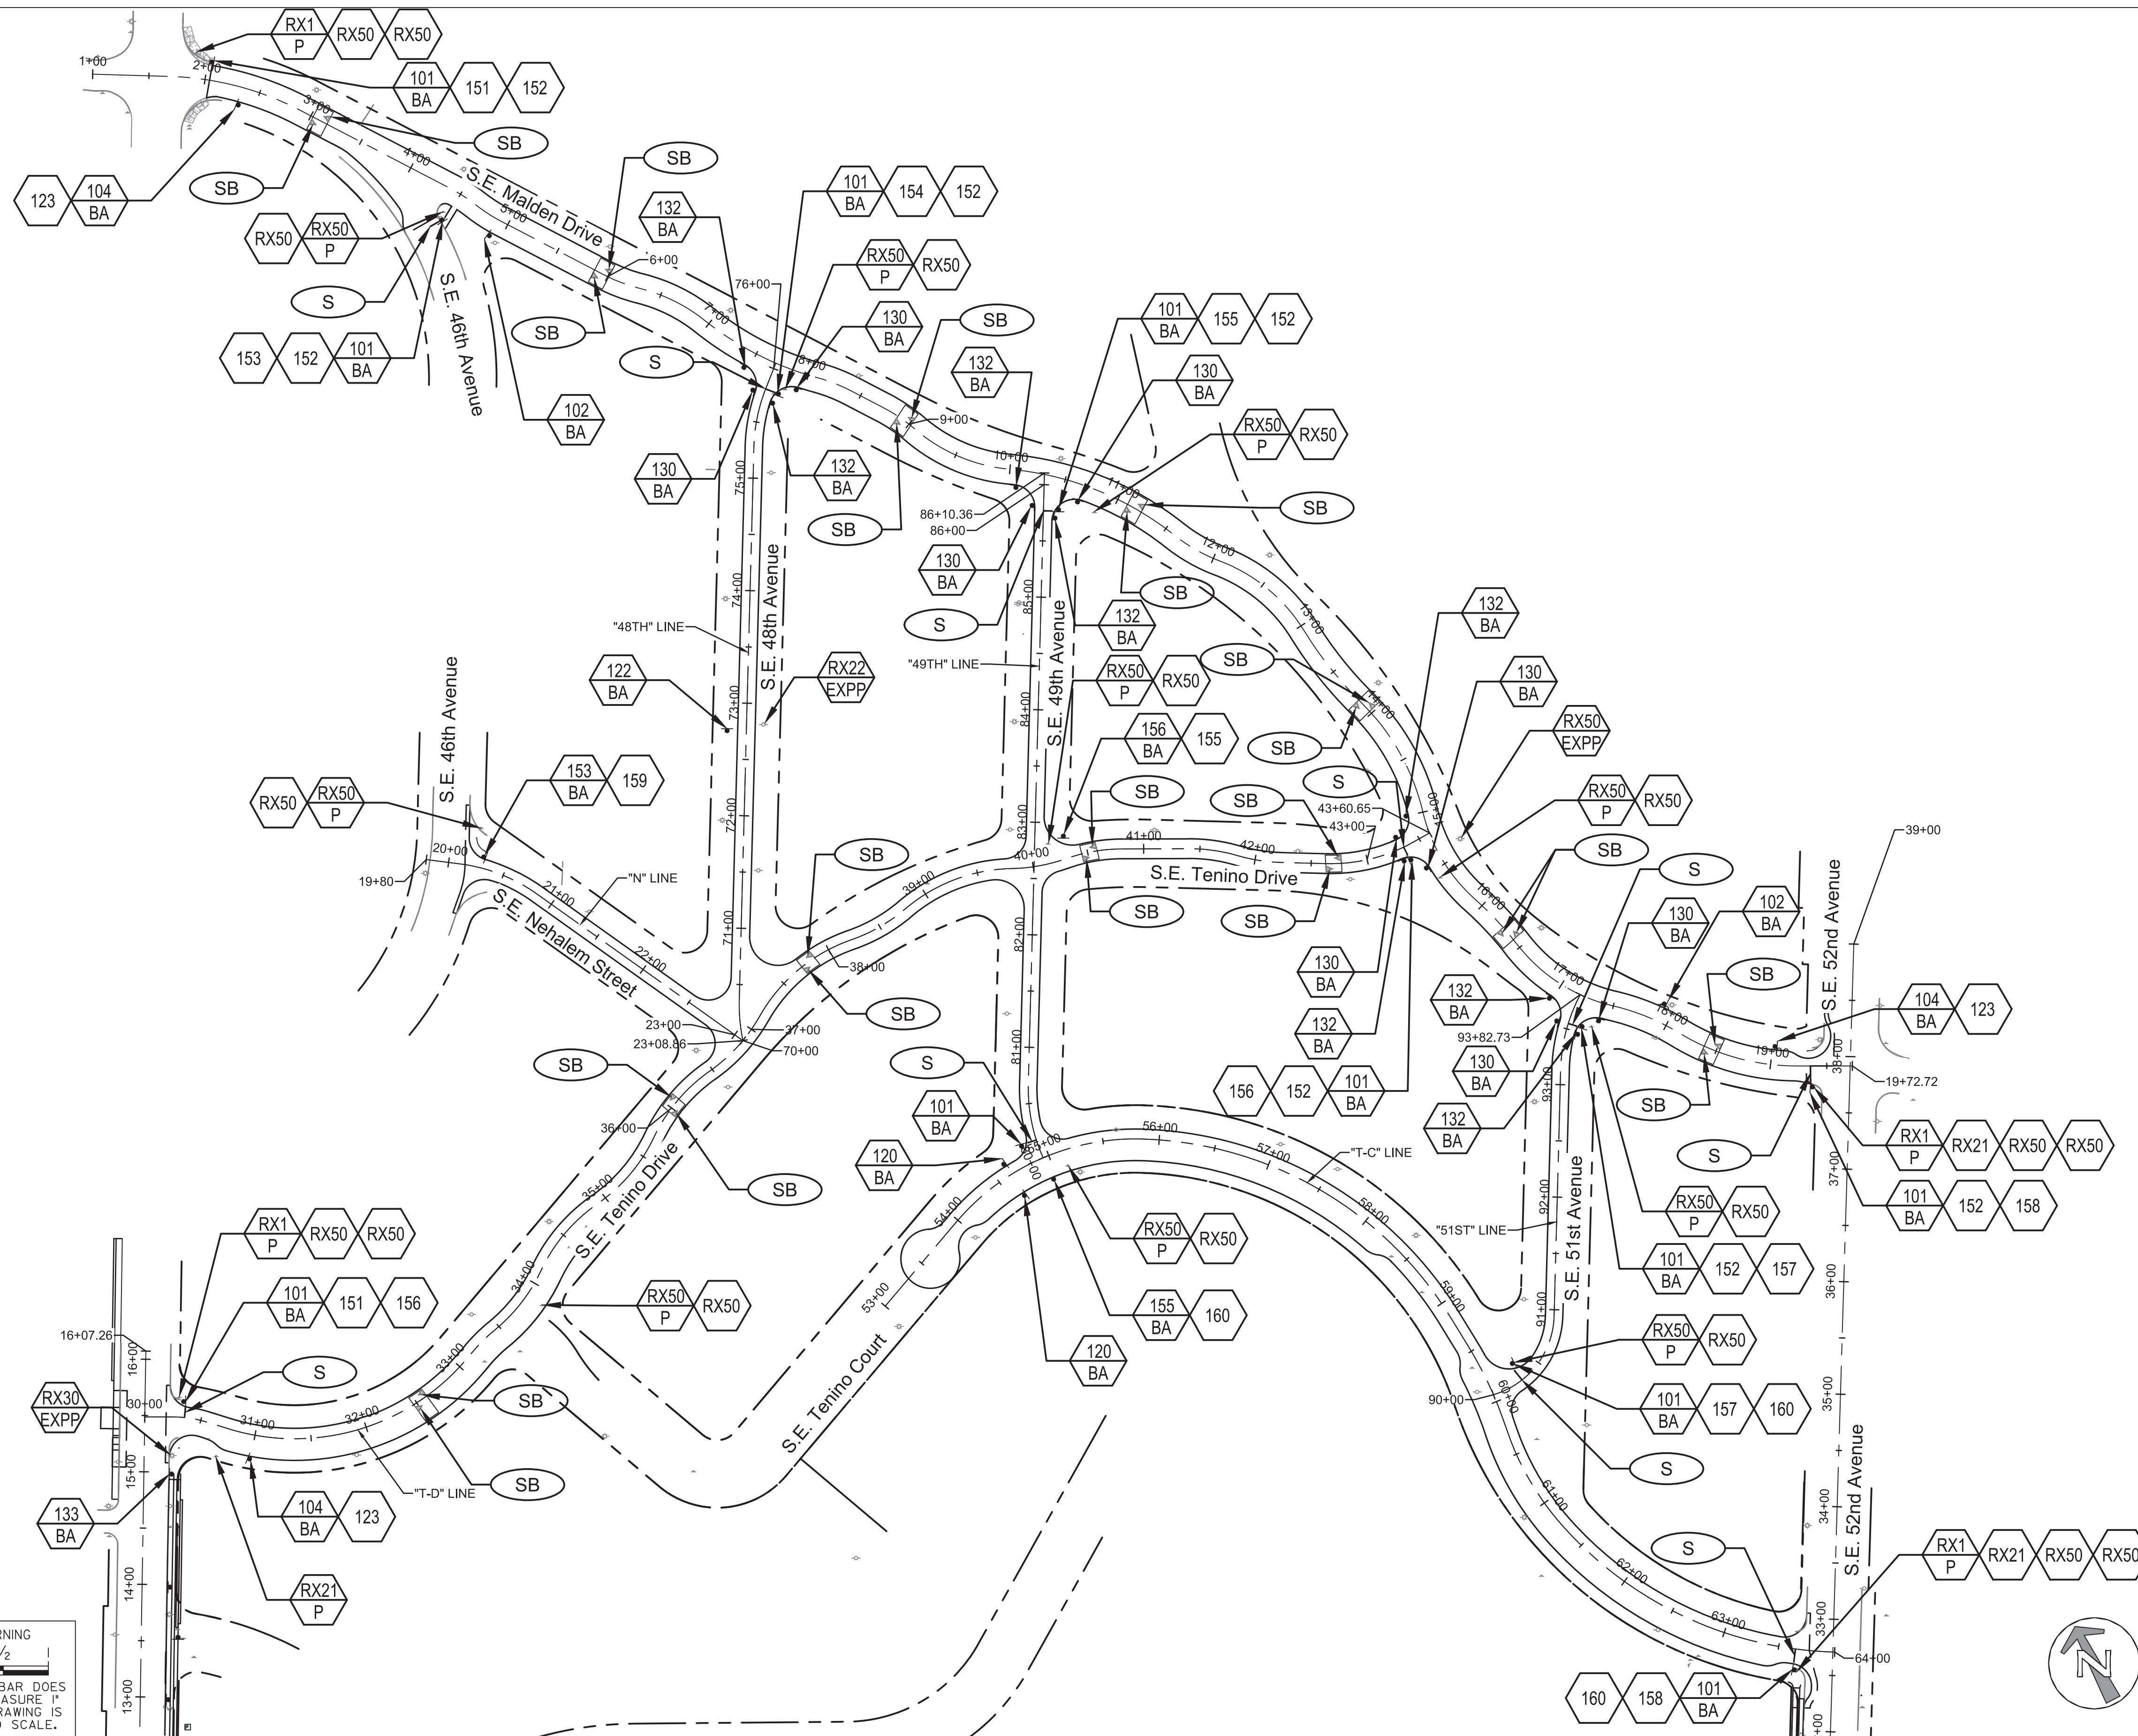 RX1
P
RX50
RX50
1+00
2+00
101
BA
151
152
3+00
SB
4+00
SB
S.E. Malden Drive
123
104
BA
SB
132
BA
101
BA
154
152
5+00
RX50
RX50
P
RX50
P
RX50
6+00
76+00
S
S.E. 46th Avenue
7+00
SB
130
BA
SB
101
BA
155
152
153
152
101
BA
S
8+00
132
BA
130
BA
102
BA
9+00
RX50
P
RX50
130
BA
132
BA
75+00
10+00
11+00
SB
86+10.36
86+00
SB
12+00
130
BA
SB
74+00
S.E. 48th Avenue
85+00
S.E. 49th Avenue
"48TH" LINE
S
132
BA
13+00
132
BA
122
BA
RX22
EXPP
"49TH" LINE
SB
130
BA
RX50
P
RX50
73+00
84+00
14+00
RX50
EXPP
S.E. 46th Avenue
156
BA
155
SB
S
RX50
RX50
P
153
BA
159
SB
SB
RX50
P
RX50
72+00
83+00
43+60.65
43+00
15+00
39+00
20+00
19+80
SB
40+00
41+00
42+00
SB
"N" LINE
21+00
39+00
S.E. Tenino Drive
16+00
S
S.E. Nehalem Street
SB
SB
130
BA
102
BA
S.E. 52nd Avenue
71+00
82+00
22+00
38+00
130
BA
17+00
SB
SB
132
BA
18+00
104
BA
123
23+00
23+08.86
37+00
70+00
132
BA
93+82.73
19+00
38+00
SB
81+00
S
130
BA
93+00
19+72.72
156
152
101
BA
SB
36+00
101
BA
132
BA
S
RX1
P
RX21
RX50
RX50
55+00
80+00
56+00
57+00
"T-C" LINE
37+00
120
BA
SB
35+00
S.E. Tenino Drive
92+00
S.E. 51st Avenue
101
BA
152
158
54+00
58+00
RX50
P
RX50
RX1
P
RX50
RX50
RX50
P
RX50
"51ST" LINE
101
BA
152
157
36+00
34+00
53+00
59+00
101
BA
151
156
RX50
P
RX50
155
BA
160
91+00
RX50
P
RX50
16+07.26
16+00
33+00
S.E. Tenino Court
120
BA
S
90+00
60+00
35+00
RX30
EXPP
30+00
31+00
32+00
SB
101
BA
157
160
S
15+00
"T-D" LINE
SB
61+00
S.E. 52nd Avenue
34+00
133
BA
104
BA
123
S
RX1
P
RX21
RX50
RX50
14+00
RX21
P
62+00
63+00
33+00
64+00
N
13+00
160
158
101
BA
RNING
/2
BAR DOES
ASURE 1"
RAWING IS
SCALE.
+00